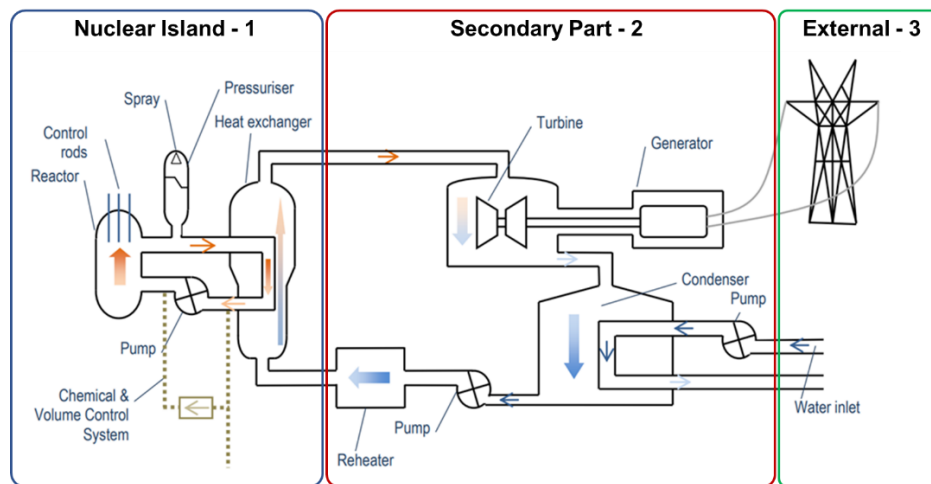 Nuclear Island - 1
Secondary Part - 2
External - 3
Pressuriser
Spray
Heat exchanger
Control
rods
Reactor
Turbine
Generator
Condenser
Pump
Pump
Chemical &
Volume Control
System
Pump
Reheater
Water inlet